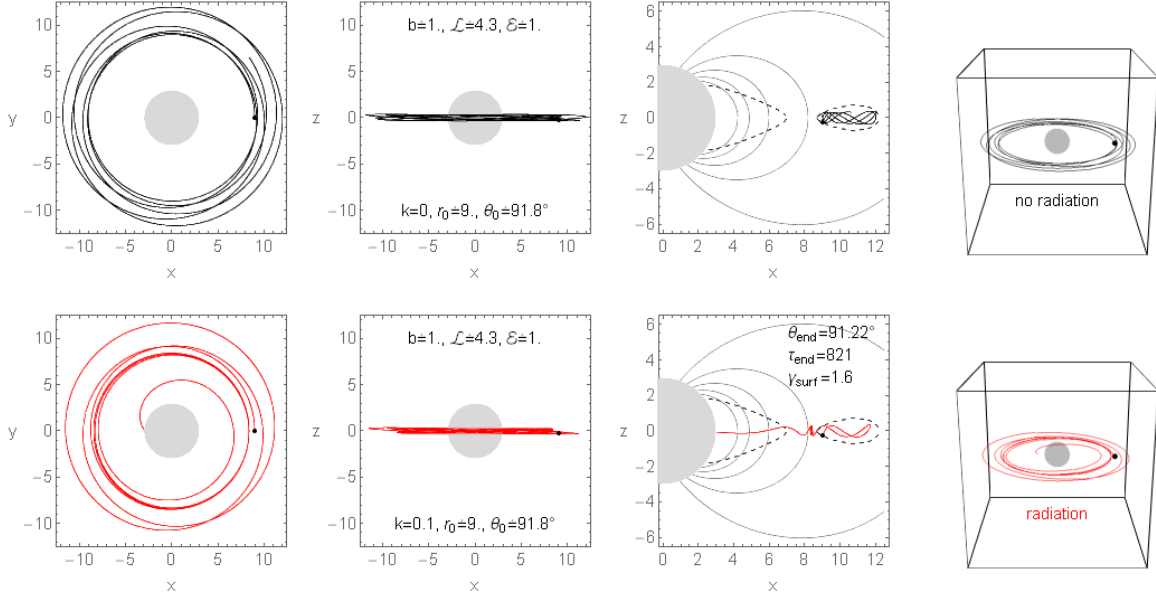 10
5
0
−5
−10
y
−10 −5 0 5 10
x
b=1., ℒ=4.3, ℰ=1.
k=0, r₀=9., θ₀=91.8°
10
5
0
−5
−10
z
−10 −5 0 5 10
x
6
4
2
0
−2
−4
−6
z
0 2 4 6 8 10 12
x
no radiation
10
5
0
−5
−10
y
−10 −5 0 5 10
x
b=1., ℒ=4.3, ℰ=1.
k=0.1, r₀=9., θ₀=91.8°
10
5
0
−5
−10
z
−10 −5 0 5 10
x
θend=91.22°
τend=821
γsurf=1.6
6
4
2
0
−2
−4
−6
z
0 2 4 6 8 10 12
x
radiation